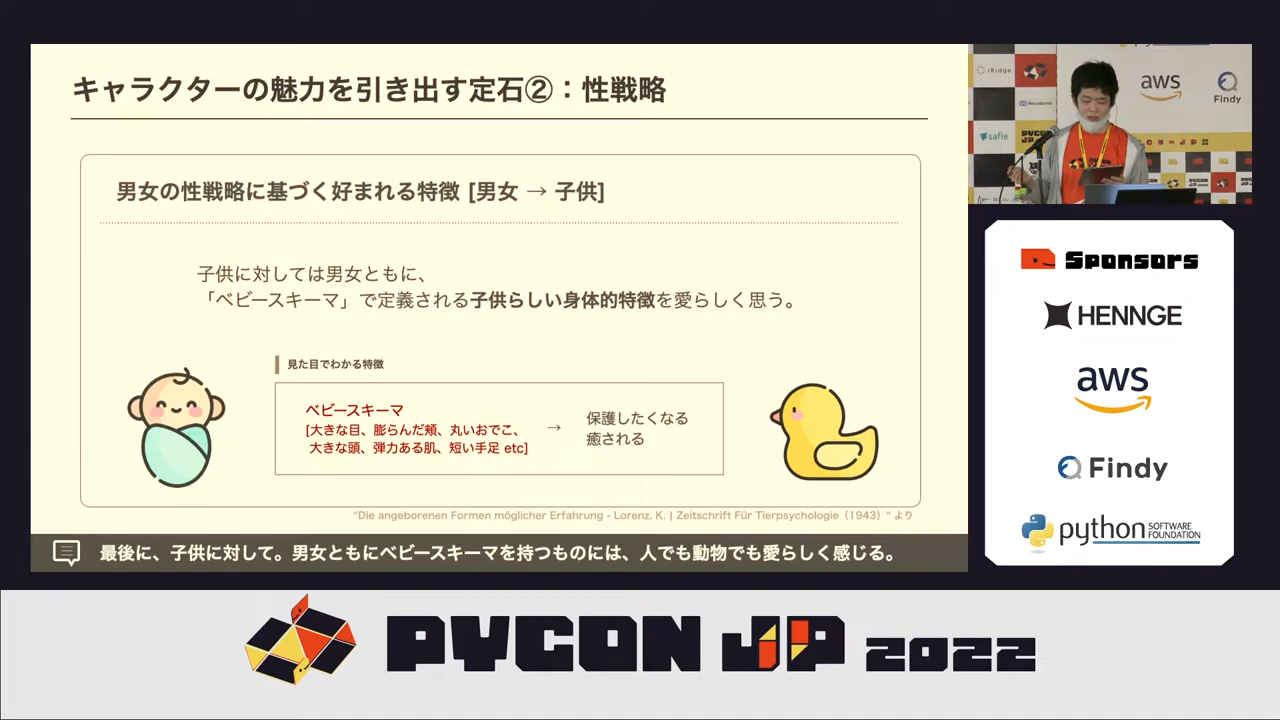 キャラクターの魅力を引き出す定石②：性戦略
男女の性戦略に基づく好まれる特徴 [男女 → 子供]
子供に対しては男女ともに、
「ベビースキーマ」で定義される子供らしい身体的特徴を愛らしく思う。
見た目でわかる特徴
ベビースキーマ
[大きな目、膨らんだ頬、丸いおでこ、
大きな頭、弾力ある肌、短い手足 etc]
→
保護したくなる
癒される
"Die angeborenen Formen möglicher Erfahrung - Lorenz, K. | Zeitschrift Für Tierpsychologie（1943）" より
最後に、子供に対して。男女ともにベビースキーマを持つものには、人でも動物でも愛らしく感じる。
iRidge
aws
Findy
safie
PYCON JP
Sponsors
HENNGE
aws
Findy
python SOFTWARE FOUNDATION
PYCON JP 2022